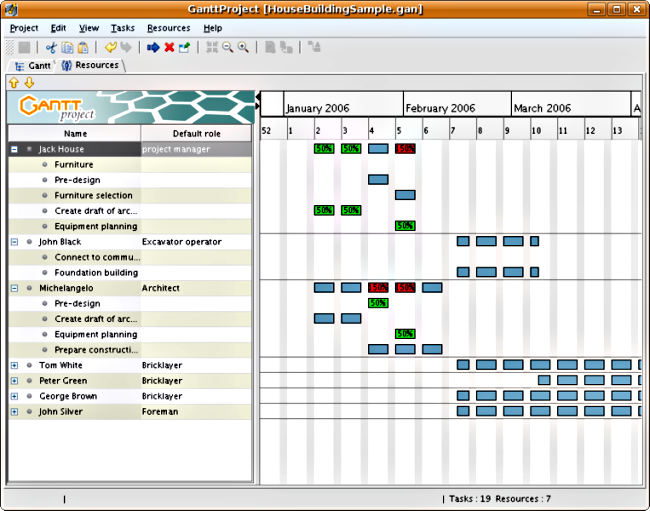 GanttProject [HouseBuildingSample.gan]
Project Edit View Tasks Resources Help
Gantt Resources
GANTT project
January 2006 February 2006 March 2006 A
Name Default role 52 1 2 3 4 5 6 7 8 9 10 11 12 13
Jack House project manager 50% 50% 150%
Furniture
Pre-design
Furniture selection
Create draft of arc... 50% 50%
Equipment planning 50%
John Black Excavator operator
Connect to commu...
Foundation building
Michelangelo Architect 150% 150%
Pre-design 50%
Create draft of arc...
Equipment planning 50%
Prepare constructi...
Tom White Bricklayer
Peter Green Bricklayer
George Brown Bricklayer
John Silver Foreman
Tasks : 19 Resources : 7